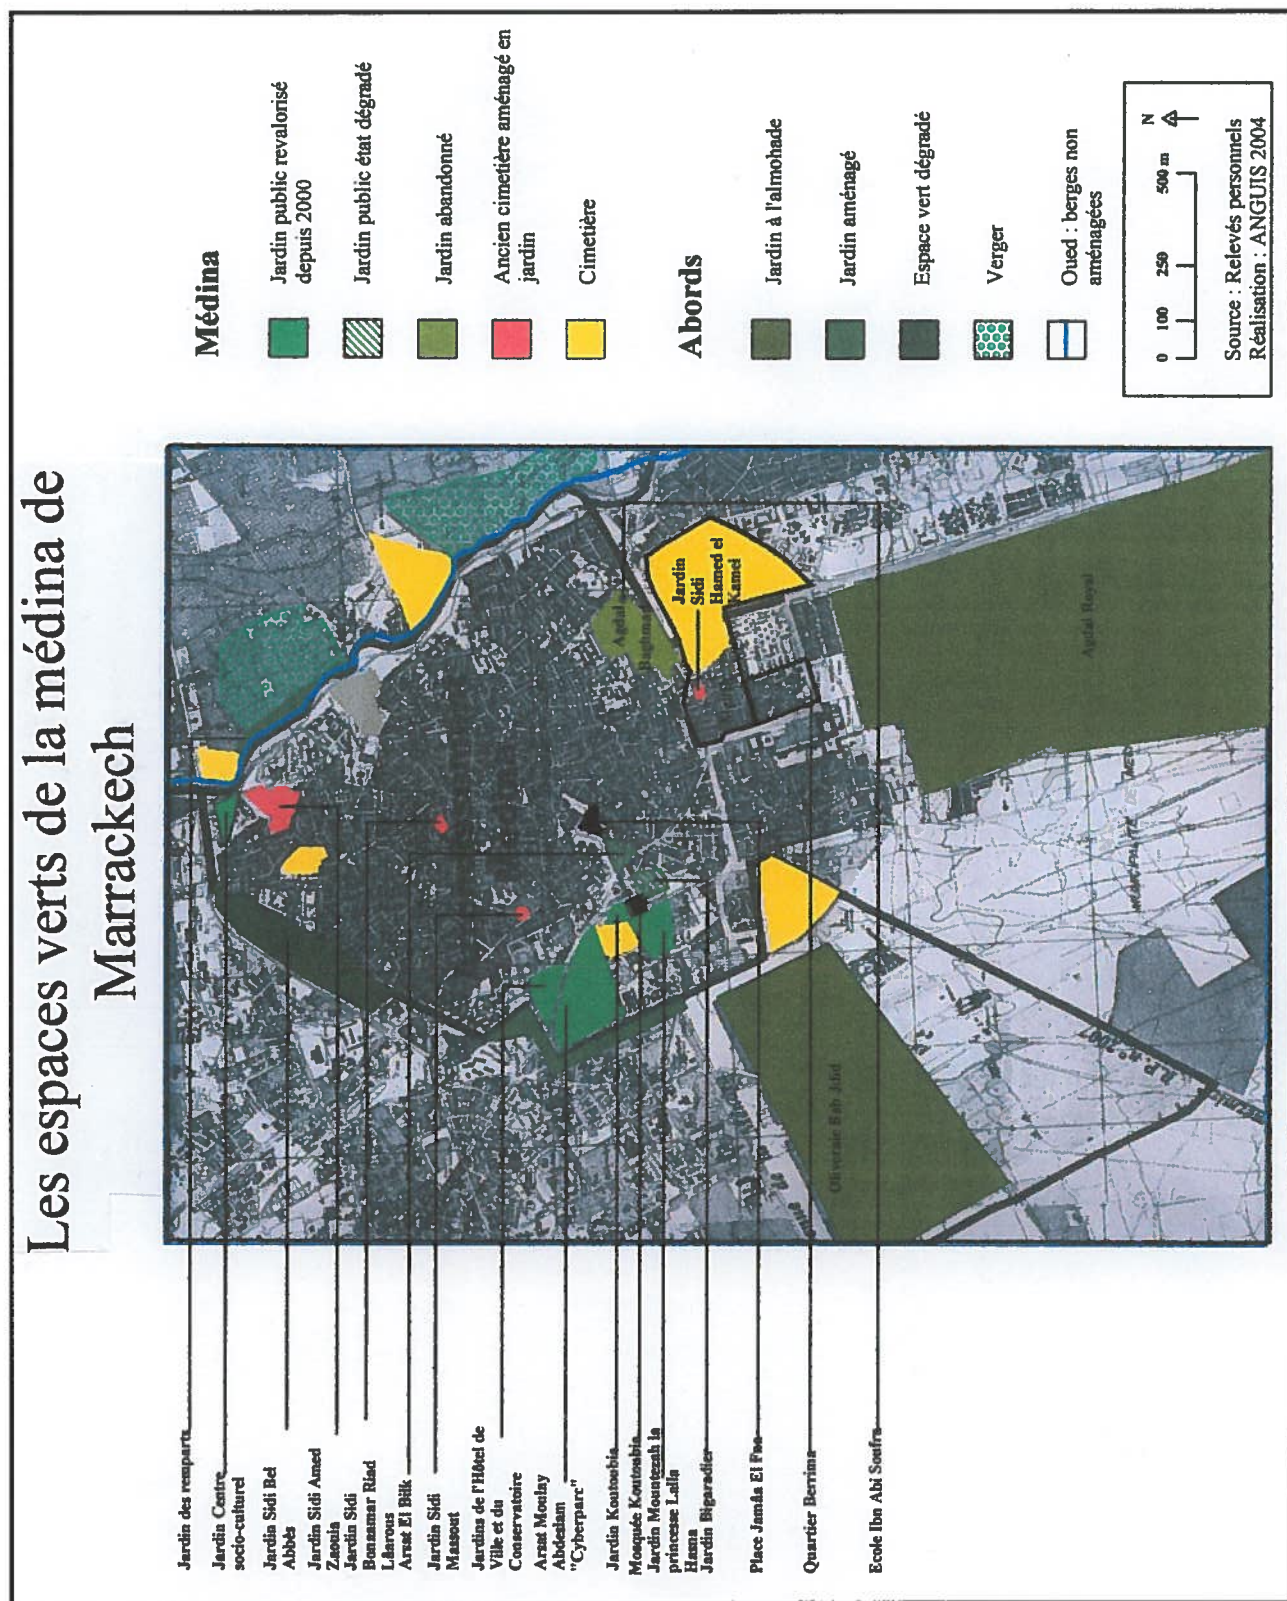 Les espaces verts de la médina de
Marrackech
Jardin des remparts
Jardin Centre
socio-culturel
Jardin Sidi Bel
Abbès
Jardin Sidi Amed
Zaouia
Jardin Sidi
Bouaamar Riad
Lâarous
Arsat El Bilk
Jardin Sidi
Massout
Jardins de l'Hôtel de
Ville et du
Conservatoire
Arsat Moulay
Abdeslam
"Cyberparc"
Jardin Koutoubia
Mosquée Koutoubia
Jardin Mountezah la
princesse Lalla
Hasna
Jardin Bigaradier
Place Jamâa El Fna
Quartier Berrima
Ecole Ibn Abi Soufra
Agdal
Jardin
Sidi
Hamed el
Kamel
Agdal Royal
Oliveraie Bab Jdid
Médina
Jardin public revalorisé
depuis 2000
Jardin public état dégradé
Jardin abandonné
Ancien cimetière aménagé en
jardin
Cimetière
Abords
Jardin à l'almohade
Jardin aménagé
Espace vert dégradé
Verger
Oued : berges non
aménagées
0 100 250 500 m N
Source : Relevés personnels
Réalisation : ANGUIS 2004